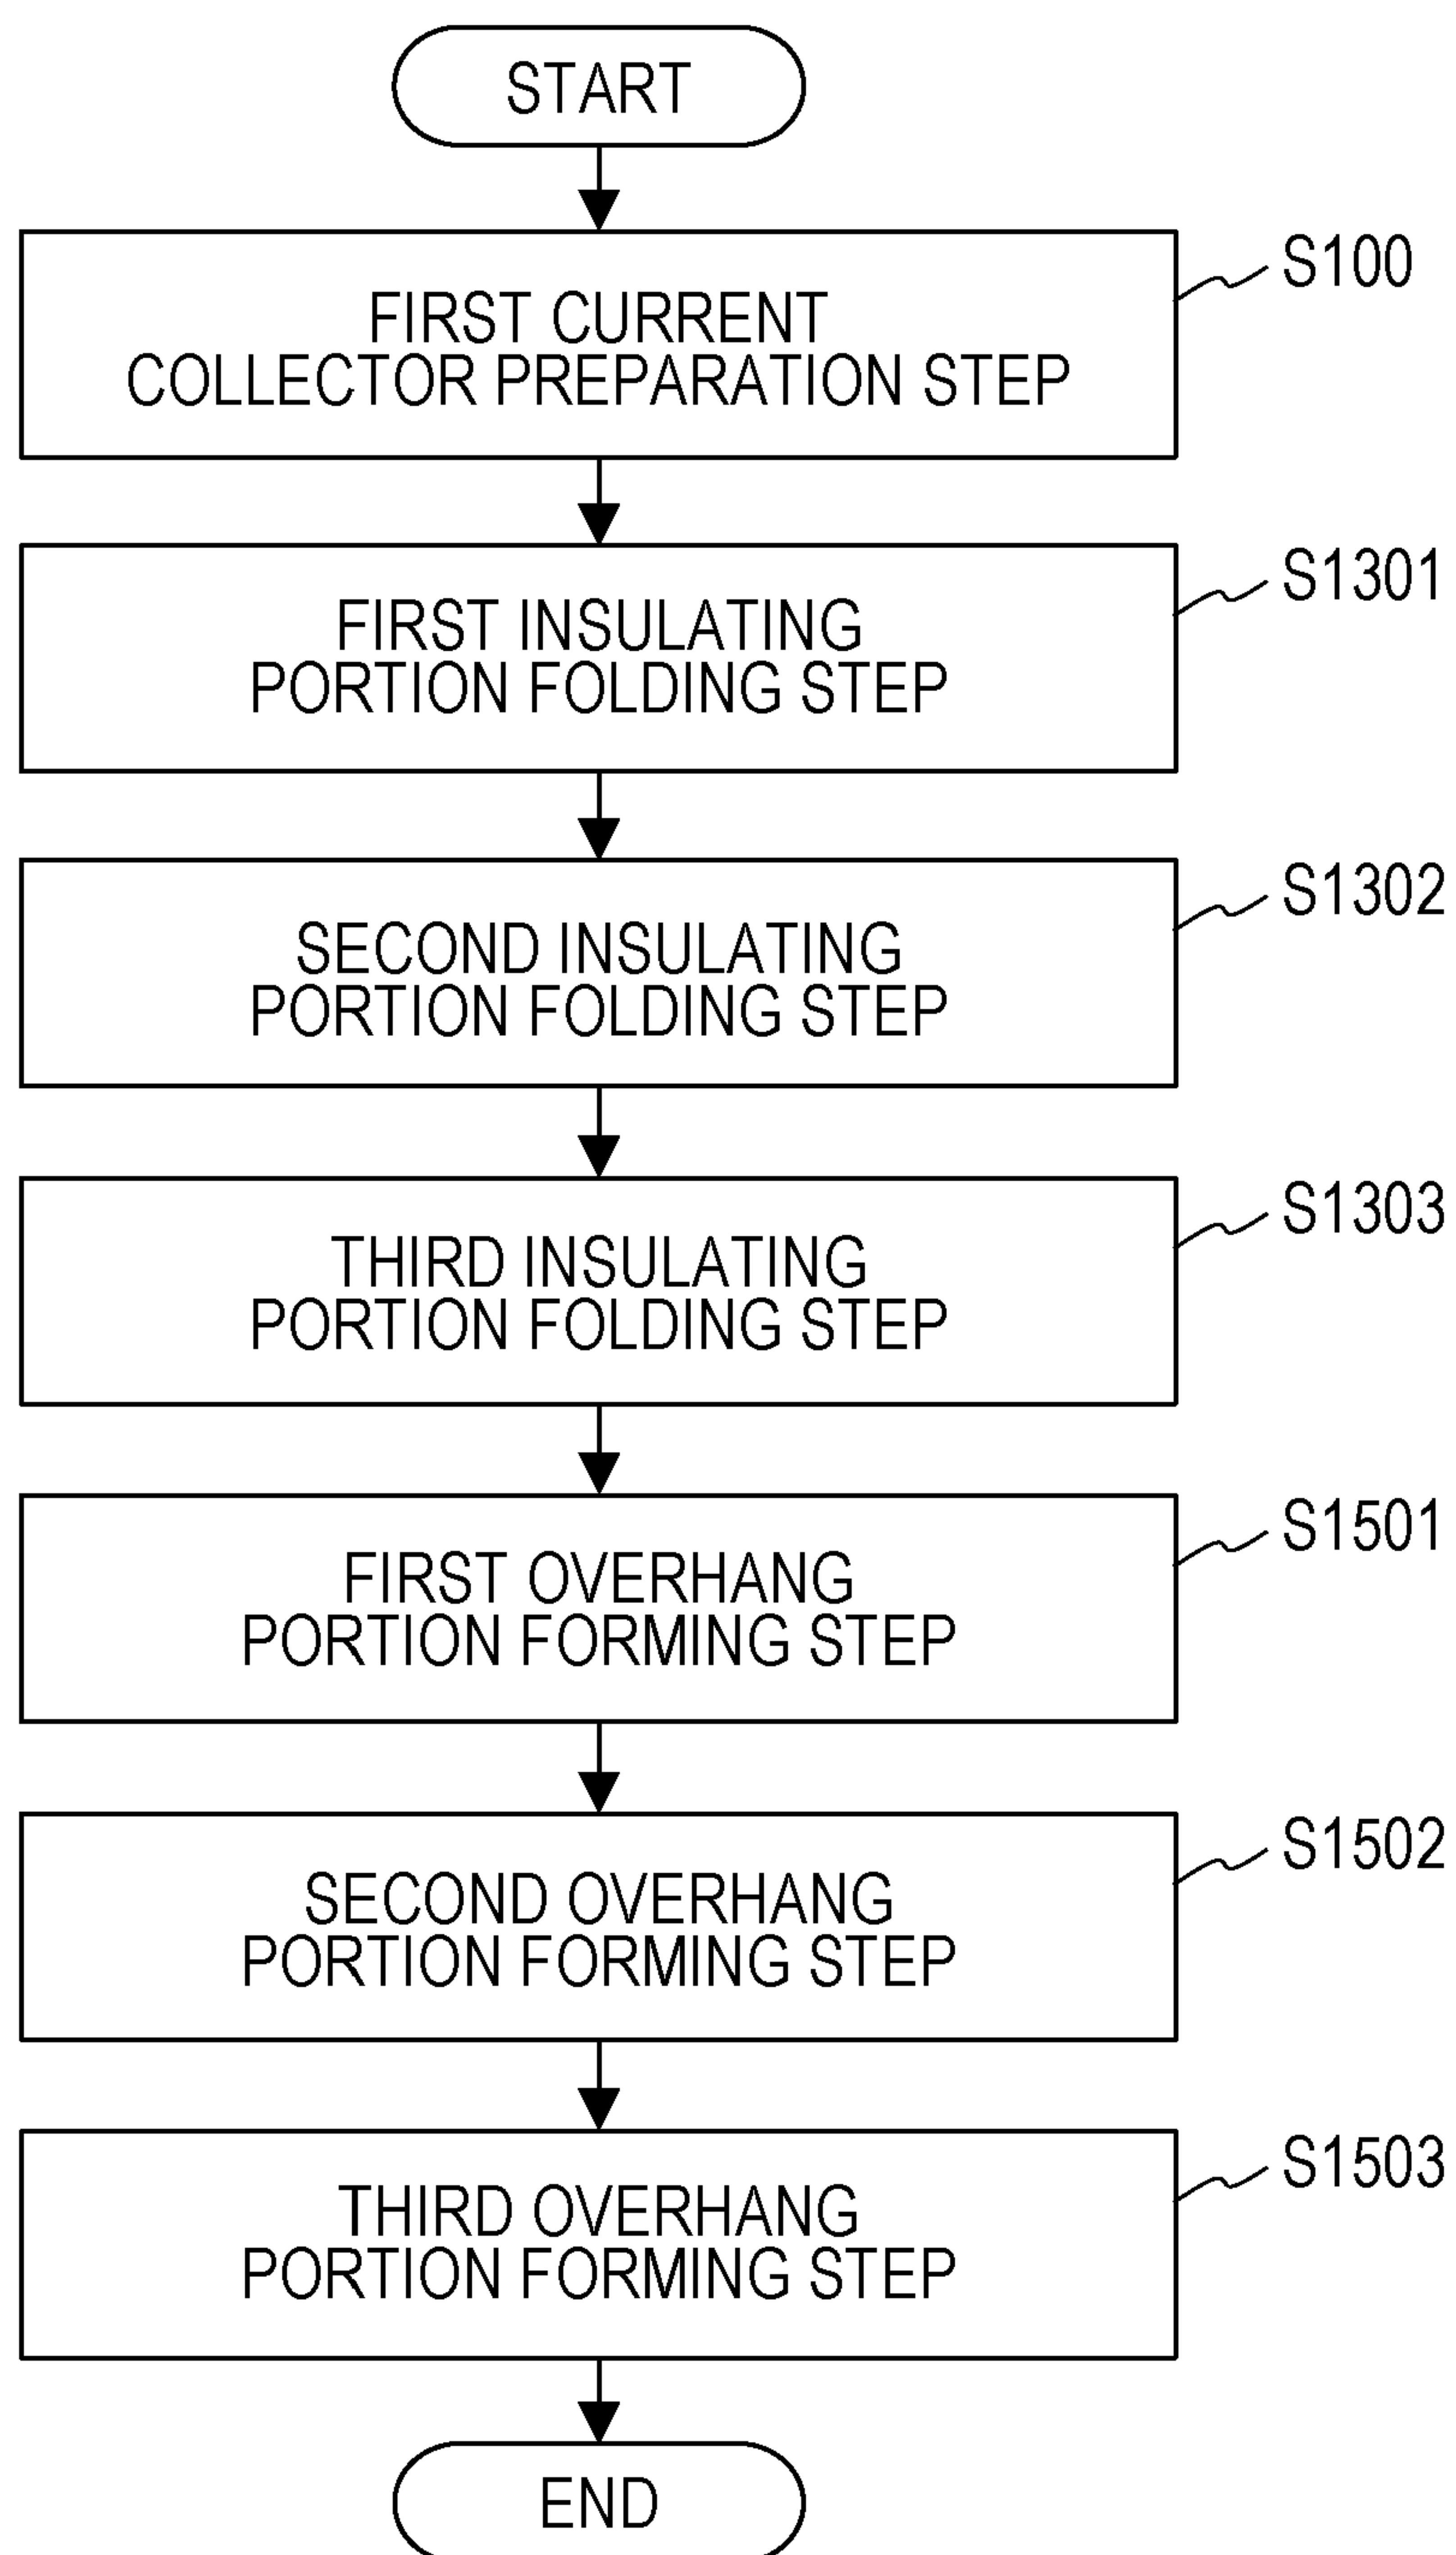 START
FIRST CURRENT
COLLECTOR PREPARATION STEP
S100
FIRST INSULATING
PORTION FOLDING STEP
S1301
SECOND INSULATING
PORTION FOLDING STEP
S1302
THIRD INSULATING
PORTION FOLDING STEP
S1303
FIRST OVERHANG
PORTION FORMING STEP
S1501
SECOND OVERHANG
PORTION FORMING STEP
S1502
THIRD OVERHANG
PORTION FORMING STEP
S1503
END